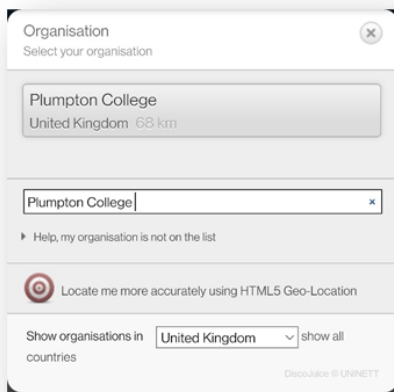 Organisation
Select your organisation
Plumpton College
United Kingdom 68 km
Plumpton College
Help, my organisation is not on the list
Locate me more accurately using HTML5 Geo-Location
Show organisations in United Kingdom show all
countries
DiscoJuice © UNINETT